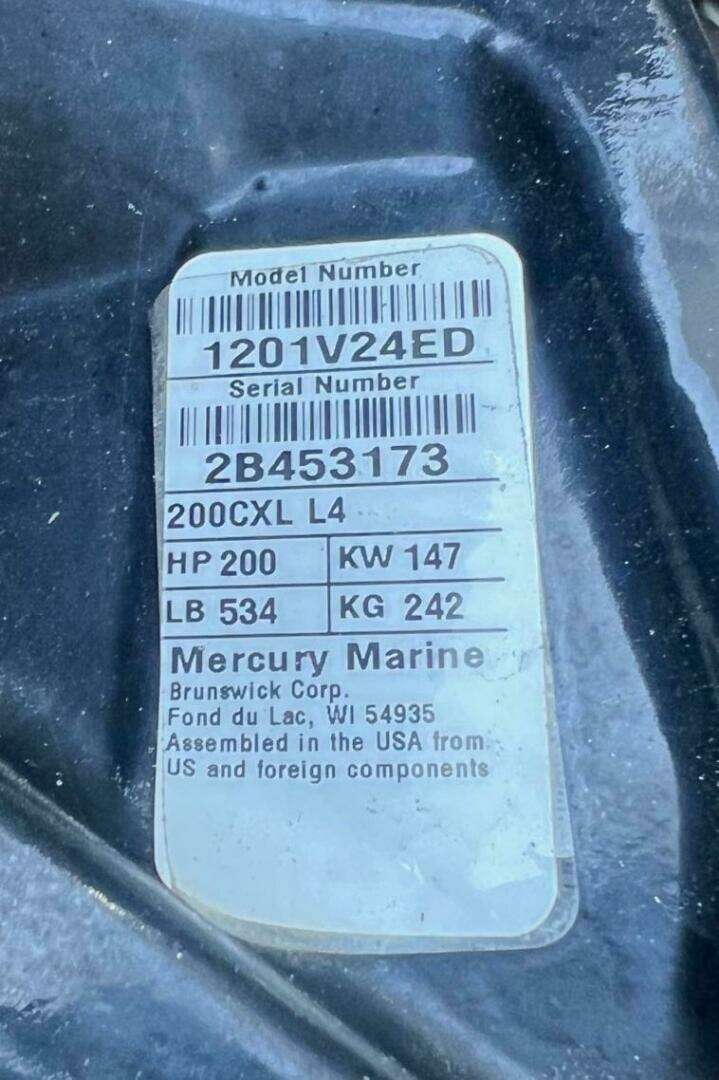 Model Number
1201V24ED
Serial Number
2B453173
200CXL L4
HP 200 KW 147
LB 534 KG 242
Mercury Marine
Brunswick Corp.
Fond du Lac, WI 54935
Assembled in the USA from
US and foreign components